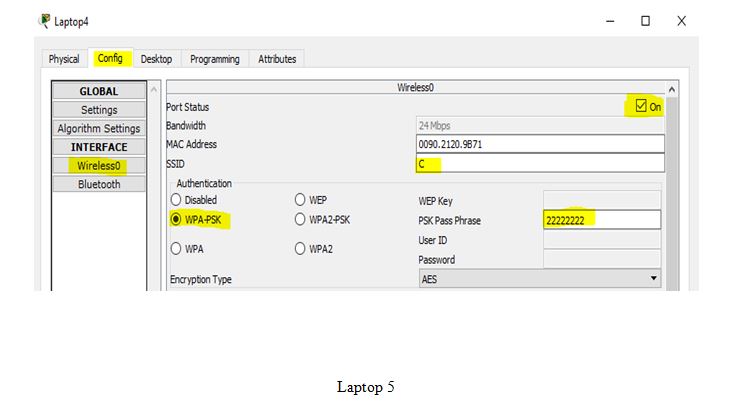 Laptop4
Physical Config Desktop Programming Attributes
GLOBAL
Settings
Algorithm Settings
INTERFACE
Wireless0
Bluetooth
Wireless0
Port Status On
Bandwidth 24 Mbps
MAC Address 0090.2120.9B71
SSID C
Authentication
Disabled WEP WEP Key
WPA-PSK WPA2-PSK PSK Pass Phrase 22222222
User ID
WPA WPA2
Password
Encryption Type AES
Laptop 5